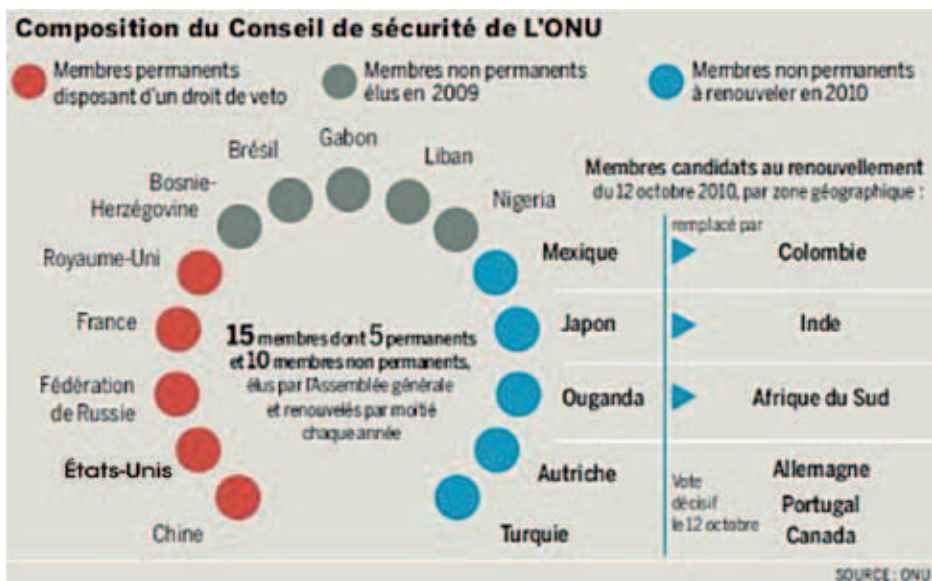 Composition du Conseil de sécurité de L'ONU
Membres permanents
disposant d'un droit de veto
Membres non permanents
élus en 2009
Membres non permanents
à renouveler en 2010
Gabon
Brésil
Liban
Bosnie-
Herzégovine
Nigeria
Royaume-Uni
France
Fédération
de Russie
États-Unis
Chine
15 membres dont 5 permanents
et 10 membres non permanents,
élus par l'Assemblée générale
et renouvelés par moitié
chaque année
Membres candidats au renouvellement
du 12 octobre 2010, par zone géographique :
remplacé par
Mexique
Colombie
Japon
Inde
Ouganda
Afrique du Sud
Autriche
Turquie
Vote
décisif
le 12 octobre
Allemagne
Portugal
Canada
SOURCE : ONU